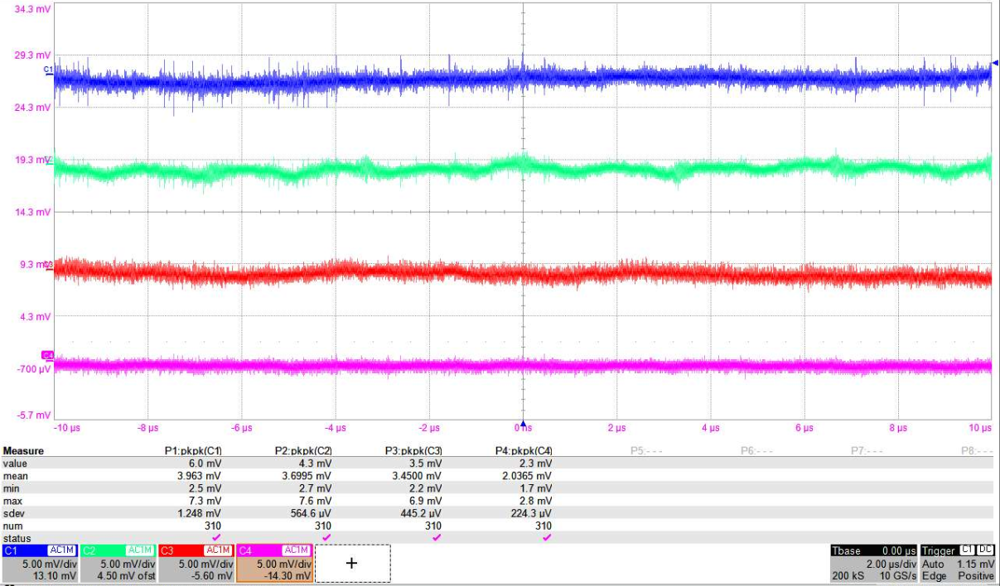 34.3 mV
29.3 mV
C1
24.3 mV
19.3 mV
14.3 mV
9.3 mV
C3
4.3 mV
C4
-700 µV
-5.7 mV
-10 µs -8 µs -6 µs -4 µs -2 µs 0 ns 2 µs 4 µs 6 µs 8 µs 10 µs
Measure P1:pkpk(C1) P2:pkpk(C2) P3:pkpk(C3) P4:pkpk(C4) P5:- - - P6:- - - P7:- - - P8:- - -
value 6.0 mV 4.3 mV 3.5 mV 2.3 mV
mean 3.963 mV 3.6995 mV 3.4500 mV 2.0365 mV
min 2.5 mV 2.7 mV 2.2 mV 1.7 mV
max 7.3 mV 7.6 mV 6.9 mV 2.8 mV
sdev 1.248 mV 564.6 µV 445.2 µV 224.3 µV
num 310 310 310 310
status
C1 AC1M C2 AC1M C3 AC1M C4 AC1M Tbase 0.00 µs Trigger C1 DC
5.00 mV/div 5.00 mV/div 5.00 mV/div 5.00 mV/div + 2.00 µs/div Auto 1.15 mV
13.10 mV 4.50 mV ofst -5.60 mV -14.30 mV 200 kS 10 GS/s Edge Positive